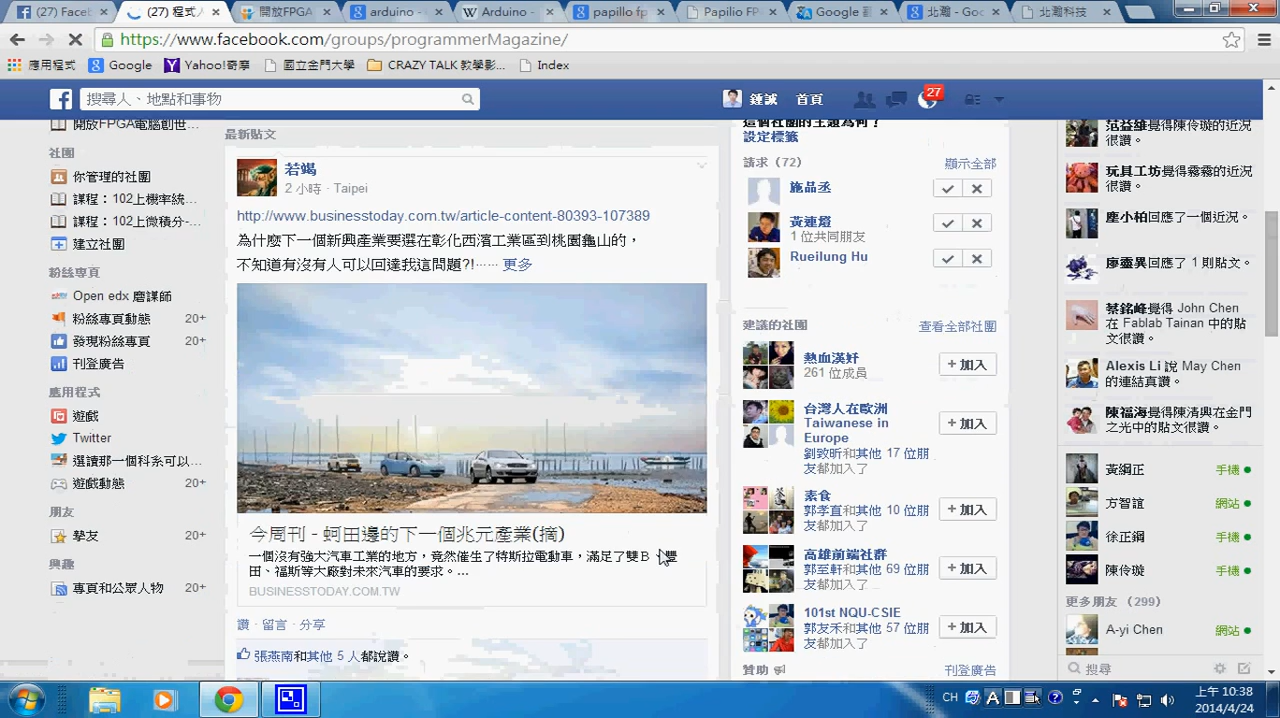 (27) Faceb
(27) 程式人
開放FPGA
arduino -
Arduino -
papillo fp
Papilio FP
Google 翻
北瀚 - Goo
北瀚科技
https://www.facebook.com/groups/programmerMagazine/
應用程式
Google
Yahoo!奇摩
國立金門大學
CRAZY TALK 教學影...
Index
搜尋人、地點和事物
鍾誠
首頁
27
開放FPGA電腦創世...
社團
你管理的社團
課程：102上機率統...
課程：102上微積分-...
建立社團
粉絲專頁
Open edx 磨課師
粉絲專頁動態 20+
發現粉絲專頁 20+
刊登廣告
應用程式
遊戲
Twitter
選讀那一個科系可以...
遊戲動態 20+
朋友
摯友 20+
興趣
專頁和公眾人物 20+
最新貼文
若竭
2 小時 · Taipei
http://www.businesstoday.com.tw/article-content-80393-107389
為什麼下一個新興產業要選在彰化西濱工業區到桃園龜山的，
不知道有沒有人可以回達我這問題?!⋯⋯ 更多
今周刊 - 蚵田邊的下一個兆元產業(摘)
一個沒有強大汽車工業的地方，竟然催生了特斯拉電動車，滿足了雙B、豐
田、福斯等大廠對未來汽車的要求。...
BUSINESSTODAY.COM.TW
讚 · 留言 · 分享
張燕南和其他 5 人都說讚。
這個社團的主題為何？
設定標籤
請求（72） 顯示全部
施品丞
黃連燈
1 位共同朋友
Rueilung Hu
建議的社團 查看全部社團
熱血漢奸
261 位成員
+ 加入
台灣人在歐洲
Taiwanese in
Europe
劉致昕和其他 17 位朋
友都加入了
+ 加入
素食
郭孝直和其他 10 位朋
友都加入了
+ 加入
高雄前端社群
郭至軒和其他 69 位朋
友都加入了
+ 加入
101st NQU-CSIE
郭友禾和其他 57 位朋
友都加入了
+ 加入
贊助 刊登廣告
范益雄覺得陳伶璇的近況
很讚。
玩具工坊覺得霧霧的近況
很讚。
塵小柏回應了一個近況。
廖靈異回應了 1 則貼文。
蔡銘峰覺得 John Chen
在 Fablab Tainan 中的貼
文很讚。
Alexis Li 說 May Chen
的連結真讚。
陳福海覺得陳清興在金門
之光中的貼文很讚。
黃綱正 手機
方智誼 網站
徐正鋼 手機
陳伶璇 手機
更多朋友 （299）
A-yi Chen 網站
搜尋
CH
上午 10:38
2014/4/24